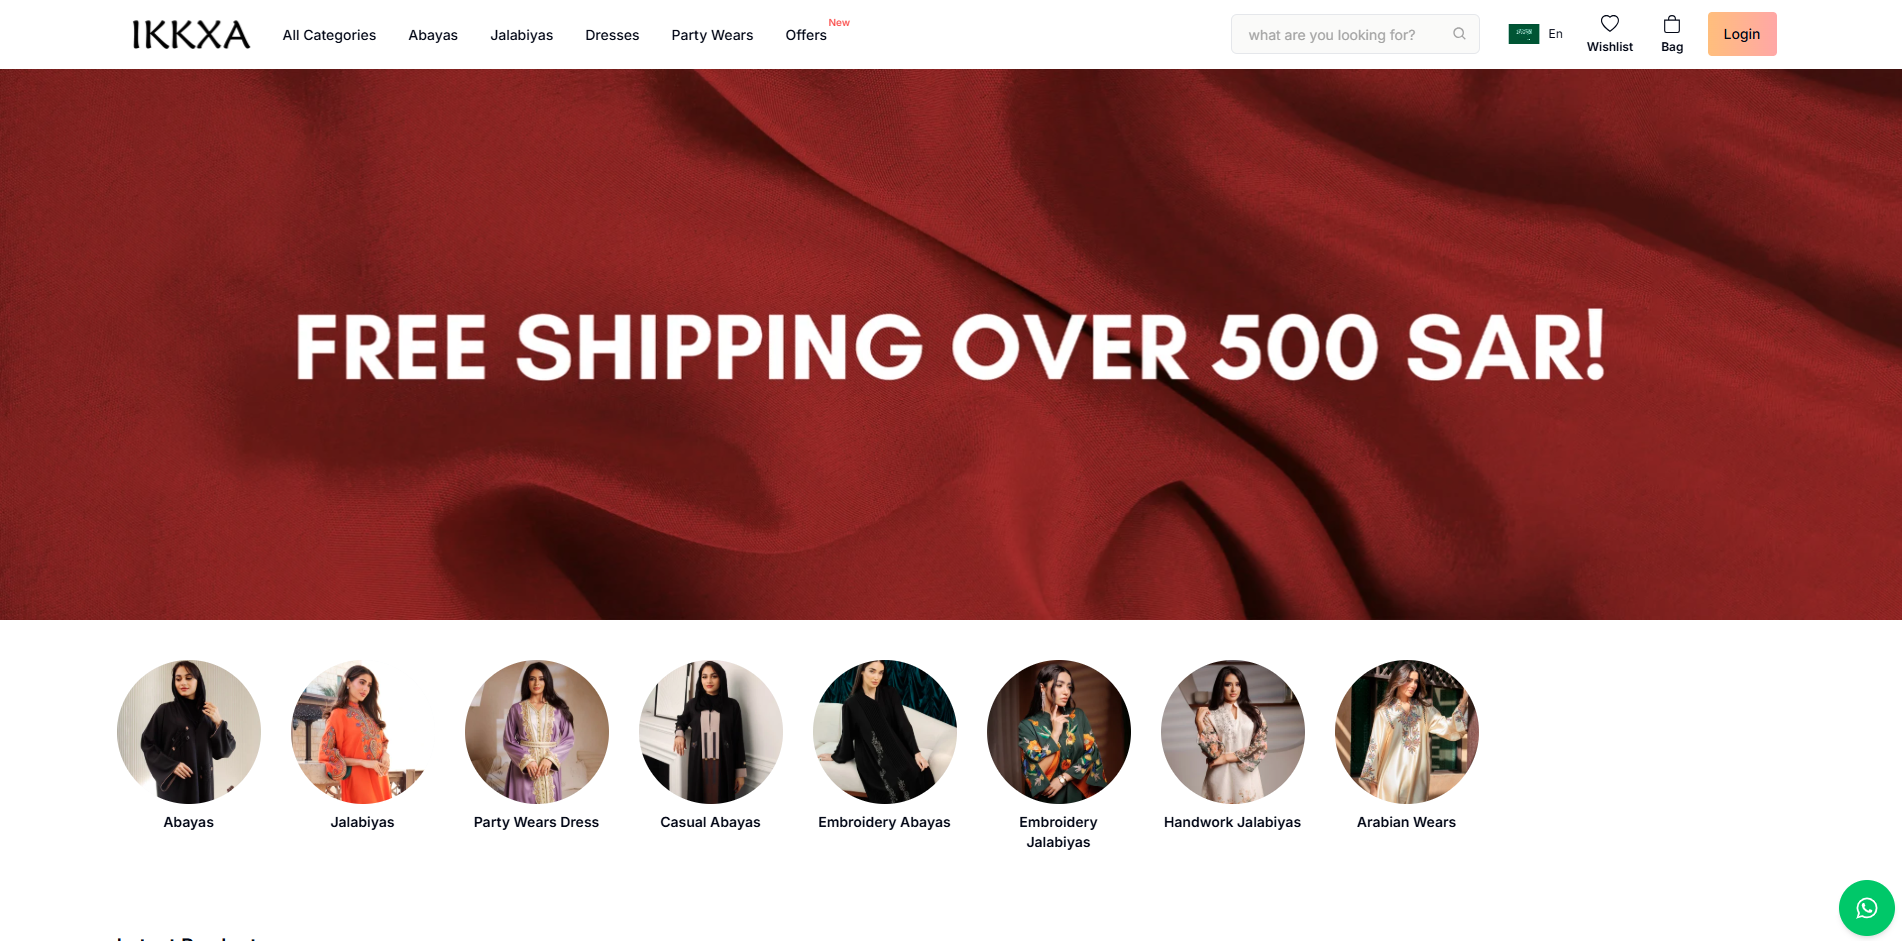 IKKXA
All Categories
Abayas
Jalabiyas
Dresses
Party Wears
Offers
New
what are you looking for?
En
Wishlist
Bag
Login
FREE SHIPPING OVER 500 SAR!
Abayas
Jalabiyas
Party Wears Dress
Casual Abayas
Embroidery Abayas
Embroidery
Jalabiyas
Handwork Jalabiyas
Arabian Wears